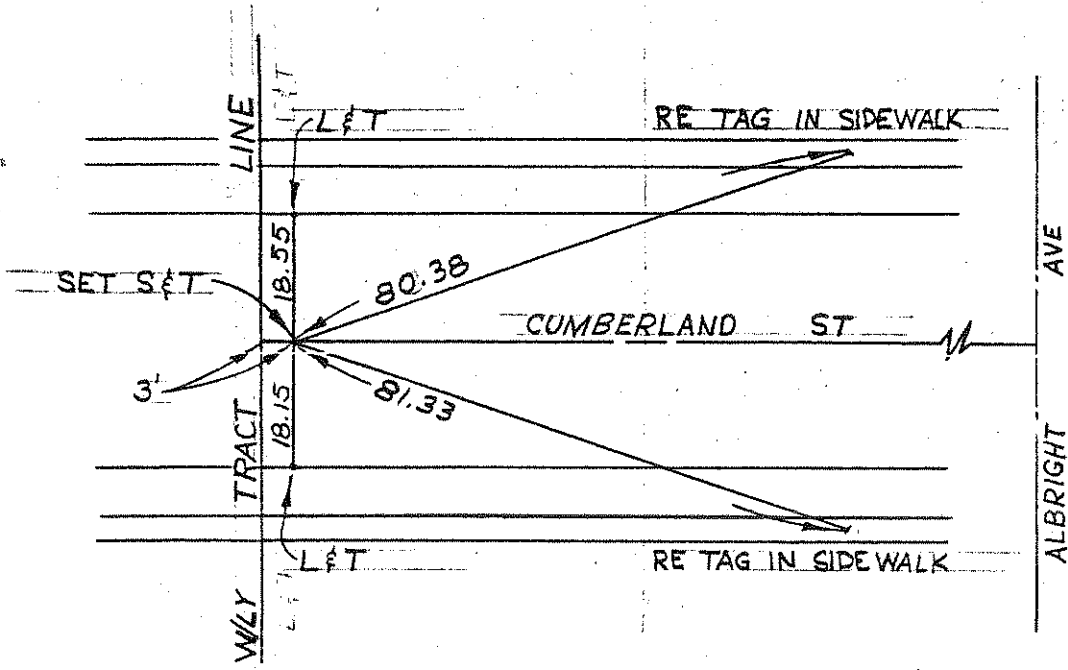 L&T
RE TAG IN SIDEWALK
W/LY TRACT LINE
18.55
80.38
SET S&T
CUMBERLAND ST
3'
81.33
18.15
L&T
RE TAG IN SIDEWALK
ALBRIGHT AVE